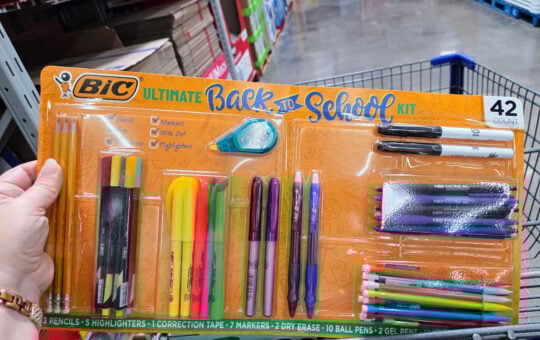 BIC ULTIMATE Back to School KIT
42
COUNT
Pencils
Markers
Wite Out
Highlighters
3 PENCILS • 5 HIGHLIGHTERS • 1 CORRECTION TAPE • 7 MARKERS • 2 DRY ERASE • 10 BALL PENS • 2 GEL PENS